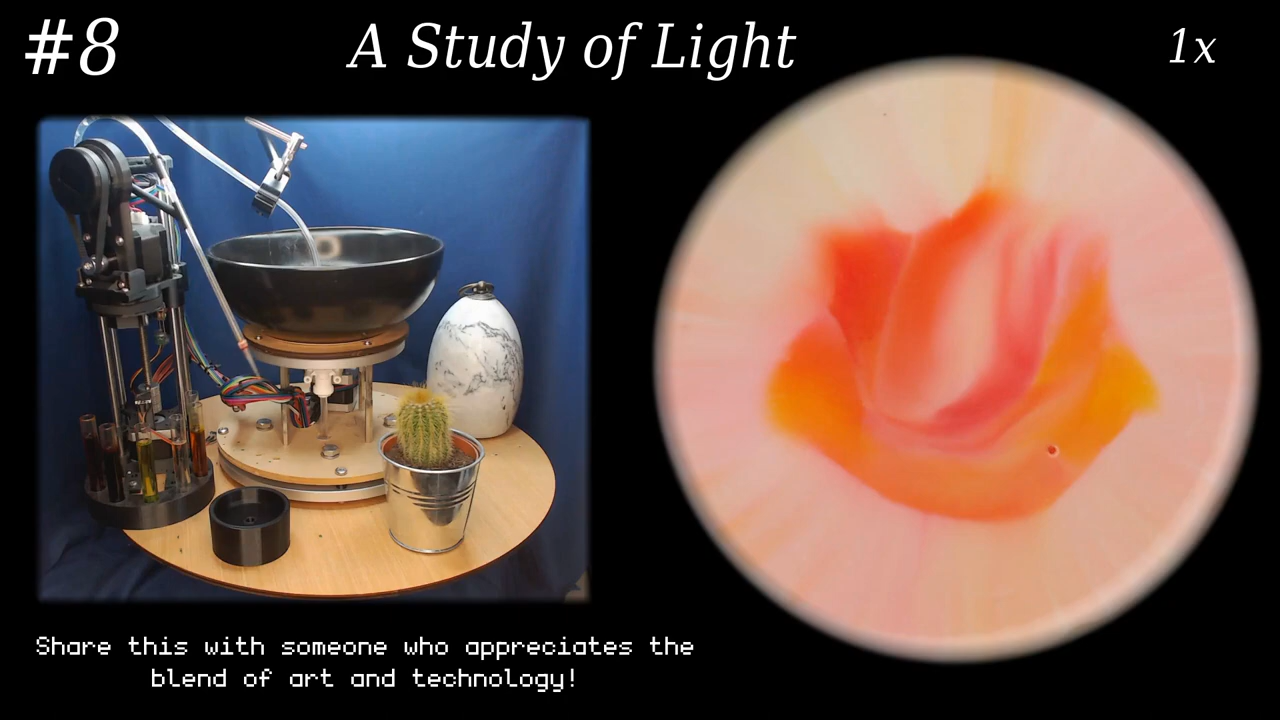 #8
A Study of Light
1x
Share this with someone who appreciates the
blend of art and technology!